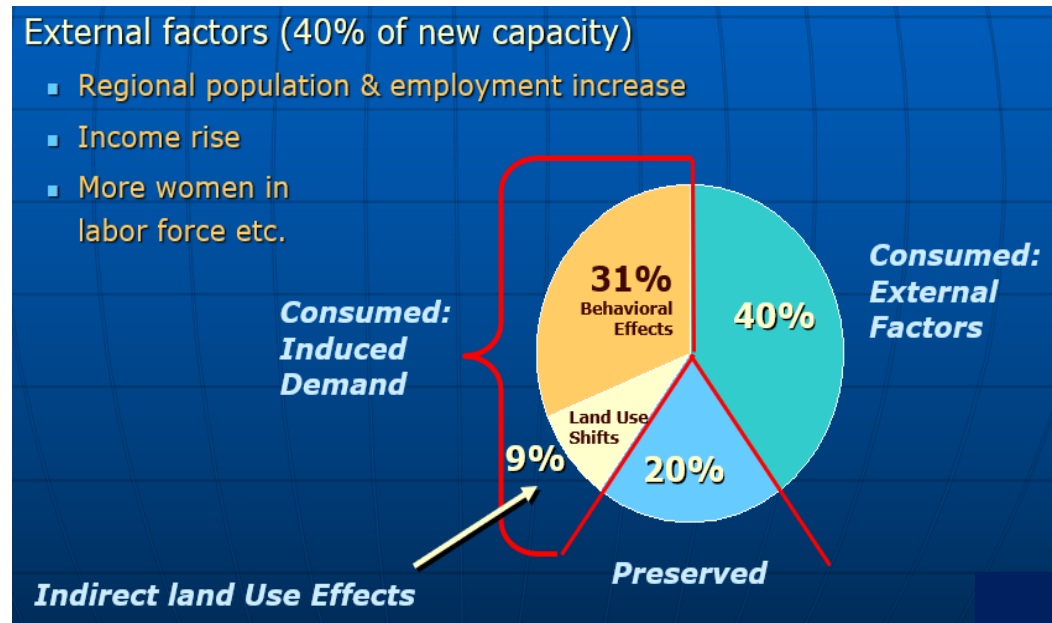 External factors (40% of new capacity)
Regional population & employment increase
Income rise
More women in
labor force etc.
Consumed:
Induced
Demand
31%
Behavioral
Effects
40%
Consumed:
External
Factors
Land Use
Shifts
9%
20%
Preserved
Indirect land Use Effects